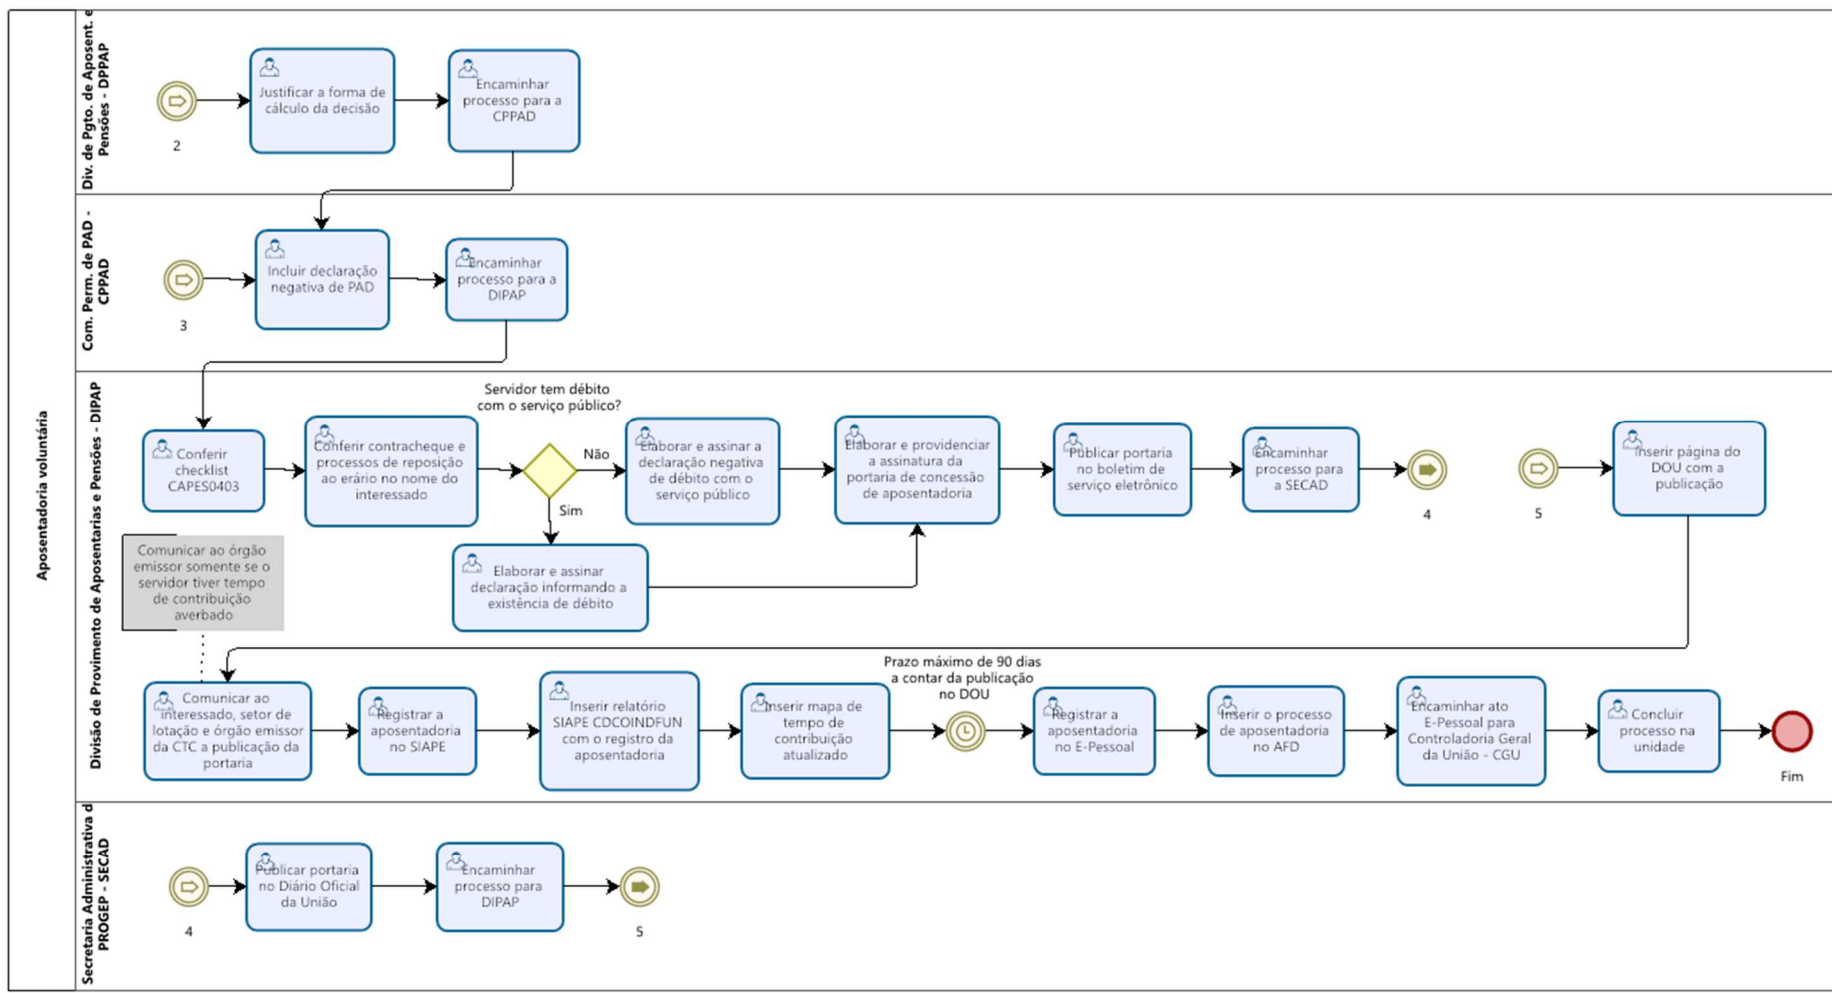 Aposentadoria voluntária
Div. de Pgto. de Aposent. e
Pensões - DPPAP
2
Justificar a forma de
cálculo da decisão
Encaminhar
processo para a
CPPAD
Com. Perm. de PAD -
CPPAD
3
Incluir declaração
negativa de PAD
Encaminhar
processo para a
DIPAP
Divisão de Provimento de Aposentarias e Pensões - DIPAP
Conferir
checklist
CAPES0403
Conferir contracheque e
processos de reposição
ao erário no nome do
interessado
Servidor tem débito
com o serviço público?
Não
Sim
Elaborar e assinar a
declaração negativa
de débito com o
serviço público
Elaborar e assinar
declaração informando a
existência de débito
Elaborar e providenciar
a assinatura da
portaria de concessão
de aposentadoria
Publicar portaria
no boletim de
serviço eletrônico
Encaminhar
processo para
a SECAD
4
5
Inserir página do
DOU com a
publicação
Comunicar ao órgão
emissor somente se o
servidor tiver tempo
de contribuição
averbado
Comunicar ao
interessado, setor de
lotação e órgão emissor
da CTC a publicação da
portaria
Registrar a
aposentadoria
no SIAPE
Inserir relatório
SIAPE CDCOINDFUN
com o registro da
aposentadoria
Inserir mapa de
tempo de
contribuição
atualizado
Prazo máximo de 90 dias
a contar da publicação
no DOU
Registrar a
aposentadoria
no E-Pessoal
Inserir o processo
de aposentadoria
no AFD
Encaminhar ato
E-Pessoal para
Controladoria Geral
da União - CGU
Concluir
processo na
unidade
Fim
Secretaria Administrativa d
PROGEP - SECAD
4
Publicar portaria
no Diário Oficial
da União
Encaminhar
processo para
DIPAP
5